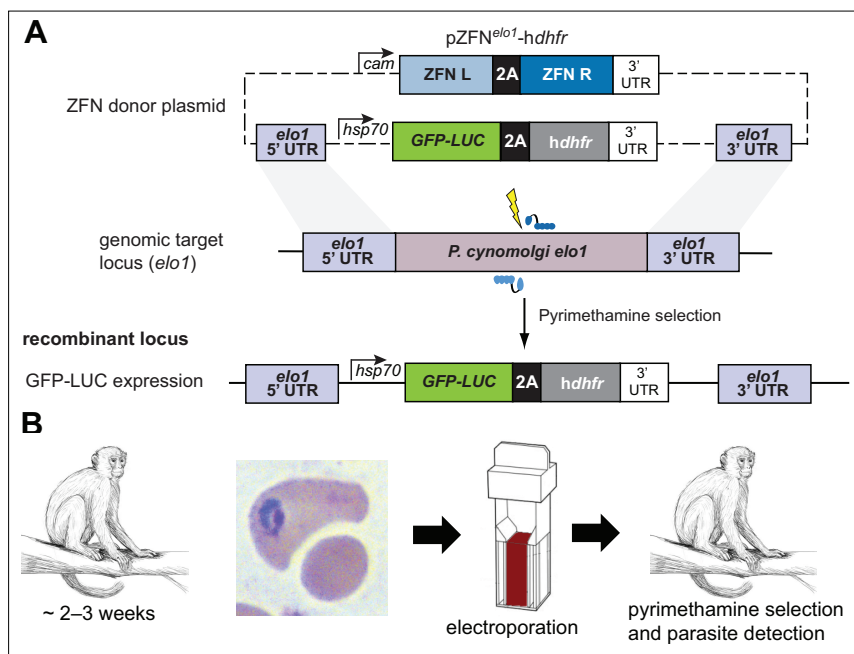 A
pZFNelo1-hdhfr
cam
ZFN L
2A
ZFN R
3’
UTR
ZFN donor plasmid
elo1
5’ UTR
hsp70
GFP-LUC
2A
hdhfr
3’
UTR
elo1
3’ UTR
genomic target
locus (elo1)
elo1
5’ UTR
P. cynomolgi elo1
elo1
3’ UTR
Pyrimethamine selection
recombinant locus
GFP-LUC expression
elo1
5’ UTR
hsp70
GFP-LUC
2A
hdhfr
3’
UTR
elo1
3’ UTR
B
~ 2–3 weeks
electroporation
pyrimethamine selection
and parasite detection